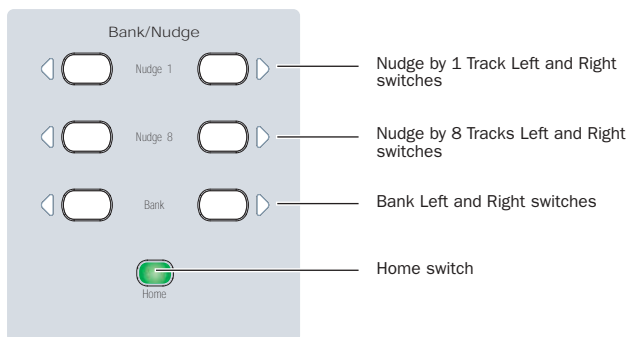 Bank/Nudge
Nudge 1
Nudge by 1 Track Left and Right
switches
Nudge 8
Nudge by 8 Tracks Left and Right
switches
Bank
Bank Left and Right switches
Home switch
Home